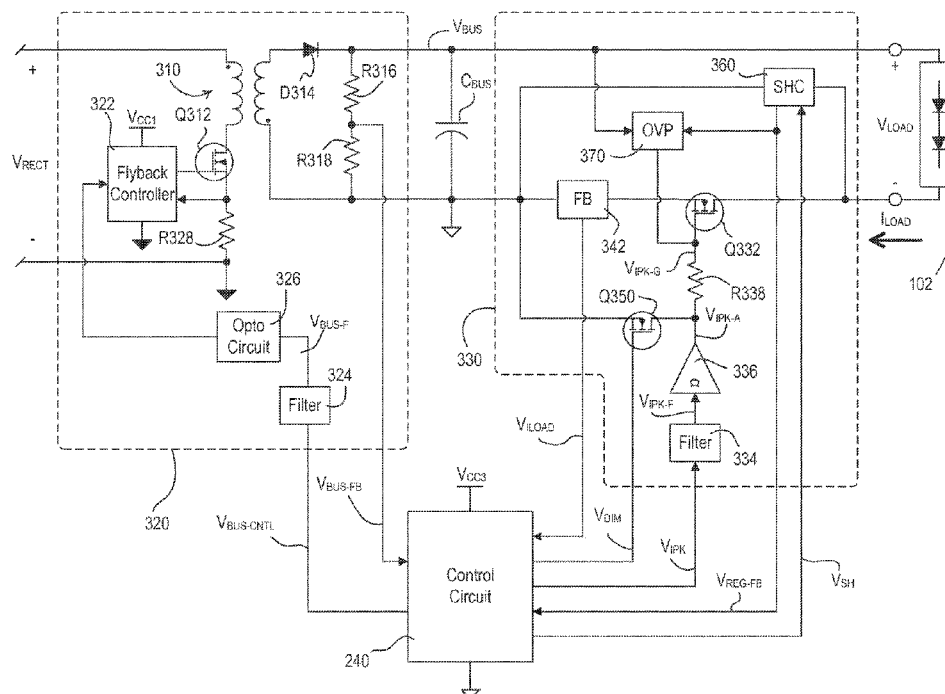 V_BUS
360
+
310
D314
R316
C_BUS
SHC
+
Q312
OVP
322
V_CC1
370
V_LOAD
V_RECT
R318
Flyback
Controller
FB
-
342
I_LOAD
Q332
-
R328
V_IPK-G
326
R338
102
Q350
Opto
Circuit
V_BUS-F
V_IPK-A
330
336
324
Filter
V_IPK-F
V_ILOAD
Filter
334
V_CC3
320
V_BUS-FB
V_DIM
V_BUS-CNTL
V_IPK
V_REG-FB
V_SH
Control
Circuit
240